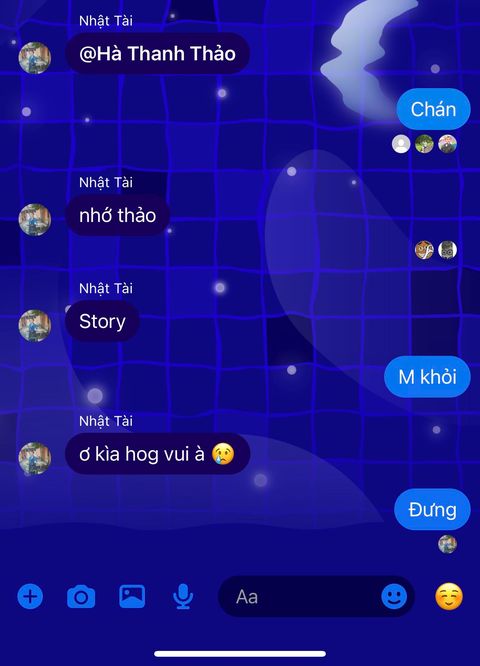 Nhật Tài
@Hà Thanh Thảo
Chán
Nhật Tài
nhớ thảo
Nhật Tài
Story
M khỏi
Nhật Tài
ơ kìa hog vui à 😢
Đưng
Aa